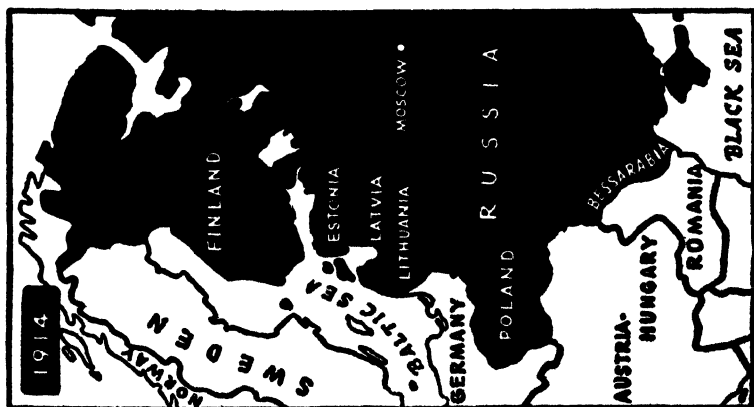 1914
NORWAY
SWEDEN
FINLAND
BALTIC SEA
ESTONIA
LATVIA
LITHUANIA
MOSCOW
RUSSIA
GERMANY
POLAND
AUSTRIA-
HUNGARY
BESSARABIA
ROMANIA
BLACK SEA